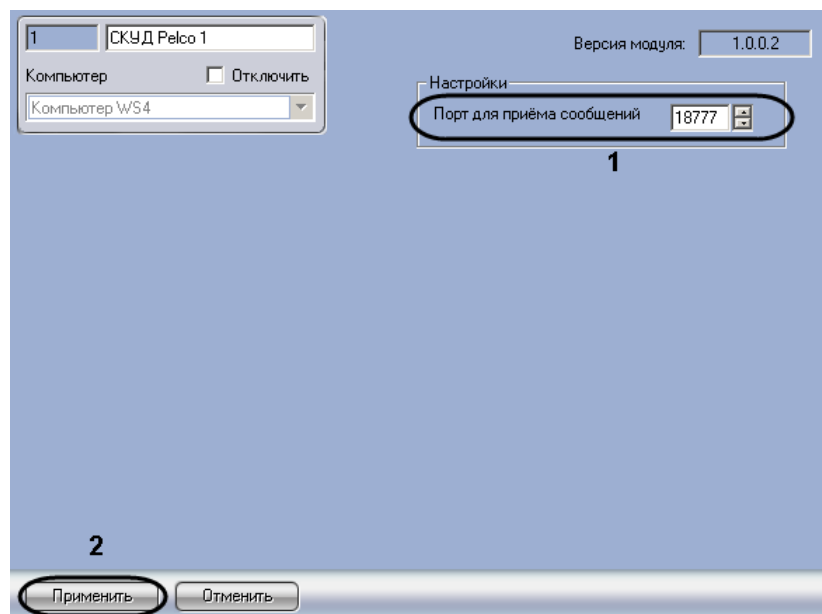 1 СКУД Pelco 1
Версия модуля: 1.0.0.2
Компьютер Отключить
Компьютер WS4
Настройки
Порт для приёма сообщений 18777
1
2
Применить Отменить